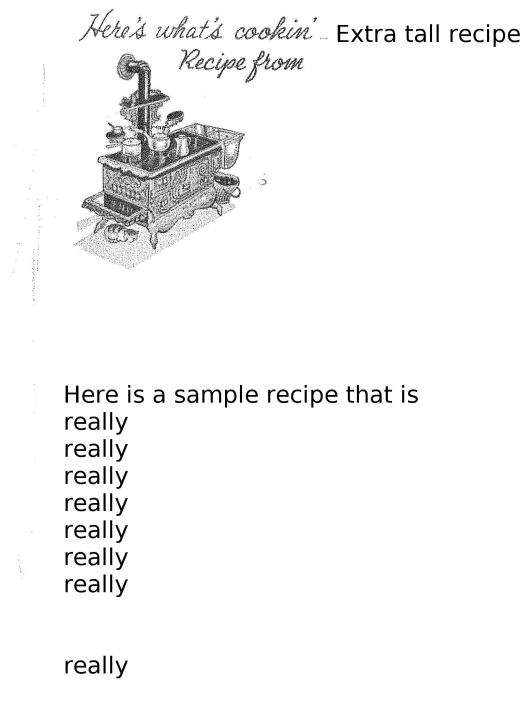 Here's what's cookin' Extra tall recipe
Recipe from
Here is a sample recipe that is
really
really
really
really
really
really
really
really